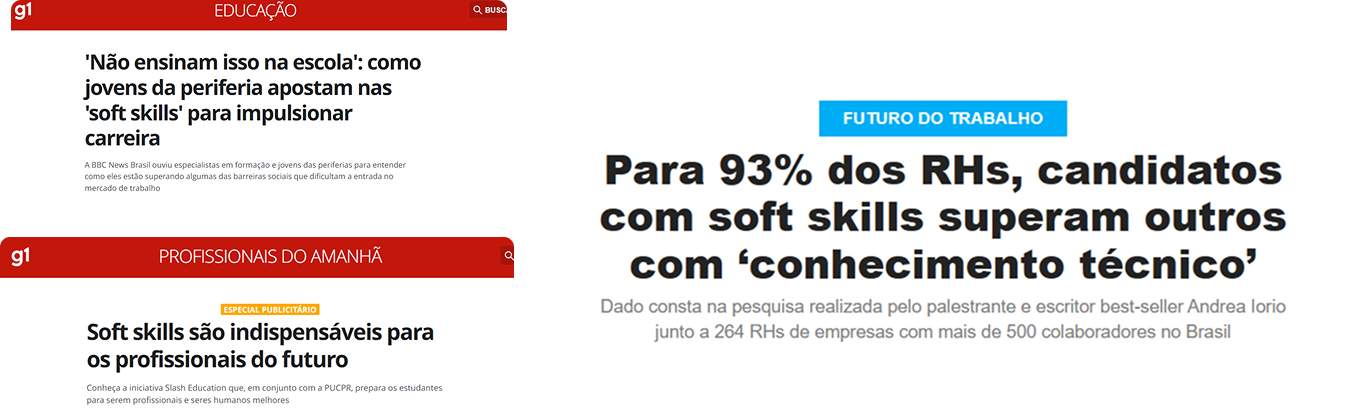 g1
EDUCAÇÃO
BUSC
'Não ensinam isso na escola': como
jovens da periferia apostam nas
'soft skills' para impulsionar
carreira
A BBC News Brasil ouviu especialistas em formação e jovens das periferias para entender
como eles estão superando algumas das barreiras sociais que dificultam a entrada no
mercado de trabalho
g1
PROFISSIONAIS DO AMANHÃ
ESPECIAL PUBLICITÁRIO
Soft skills são indispensáveis para
os profissionais do futuro
Conheça a iniciativa Slash Education que, em conjunto com a PUCPR, prepara os estudantes
para serem profissionais e seres humanos melhores
FUTURO DO TRABALHO
Para 93% dos RHs, candidatos
com soft skills superam outros
com ‘conhecimento técnico’
Dado consta na pesquisa realizada pelo palestrante e escritor best-seller Andrea Iorio
junto a 264 RHs de empresas com mais de 500 colaboradores no Brasil